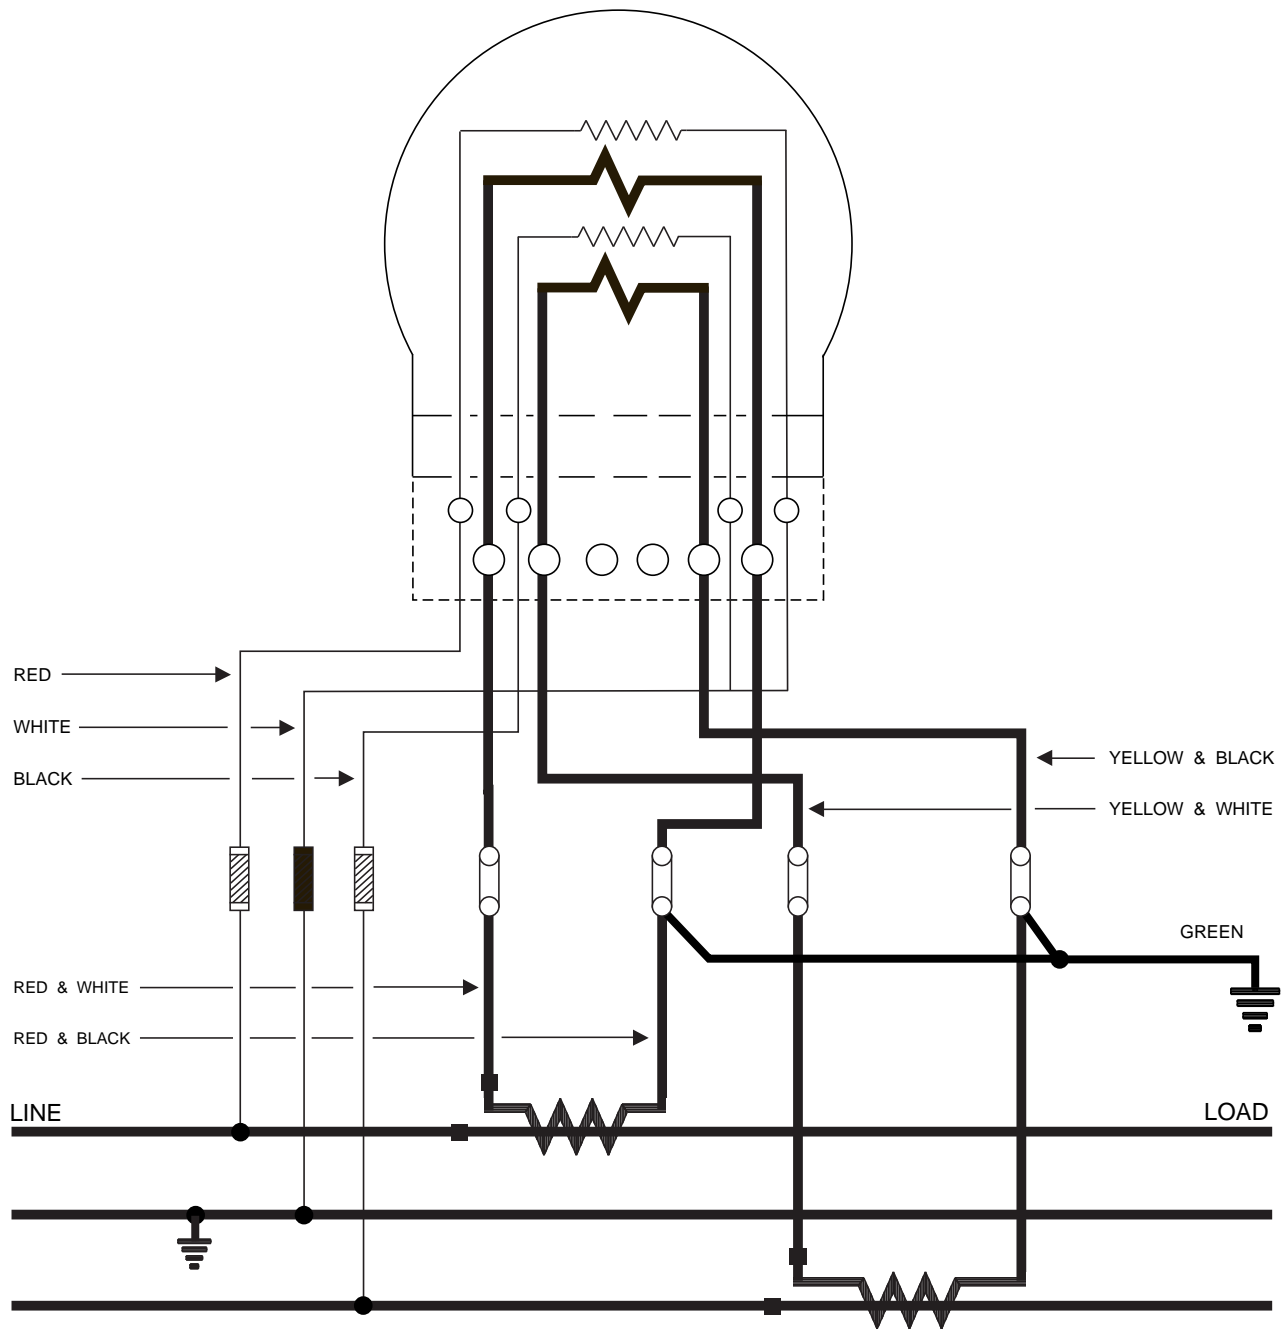 RED
WHITE
YELLOW & BLACK
BLACK
YELLOW & WHITE
GREEN
RED & WHITE
RED & BLACK
LINE
LOAD